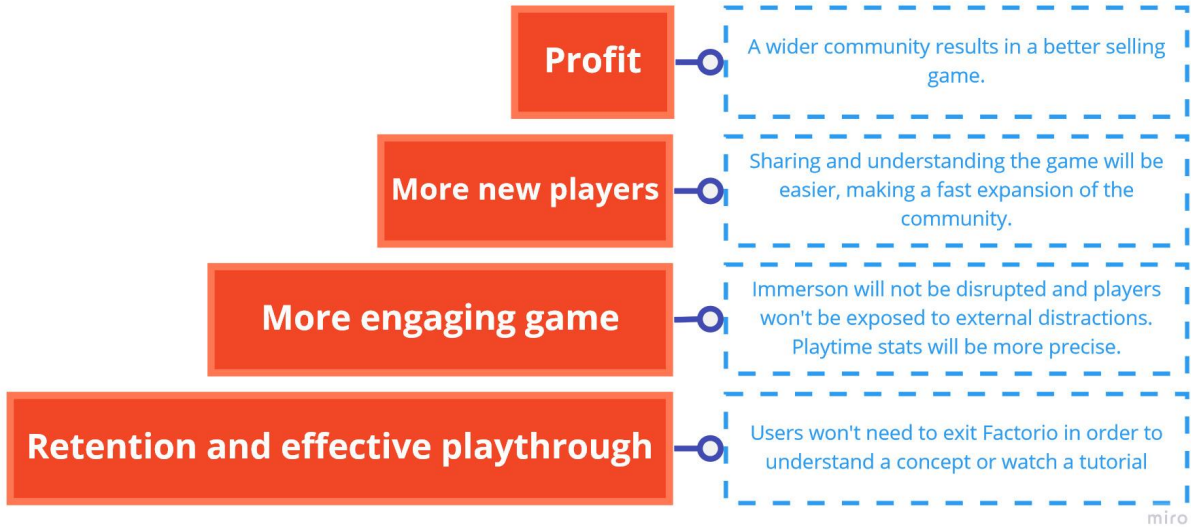 Profit
A wider community results in a better selling
game.
More new players
Sharing and understanding the game will be
easier, making a fast expansion of the
community.
More engaging game
Immerson will not be disrupted and players
won't be exposed to external distractions.
Playtime stats will be more precise.
Retention and effective playthrough
Users won't need to exit Factorio in order to
understand a concept or watch a tutorial
miro